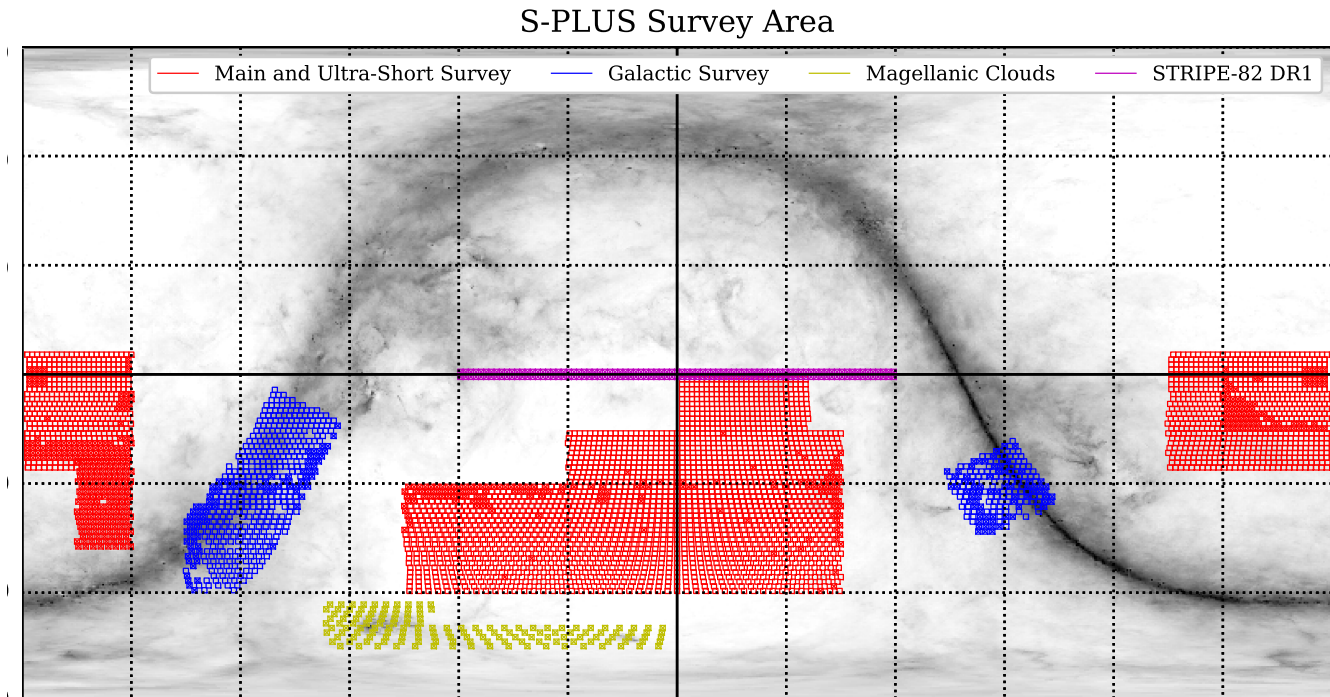 S-PLUS Survey Area
Main and Ultra-Short Survey
Galactic Survey
Magellanic Clouds
STRIPE-82 DR1